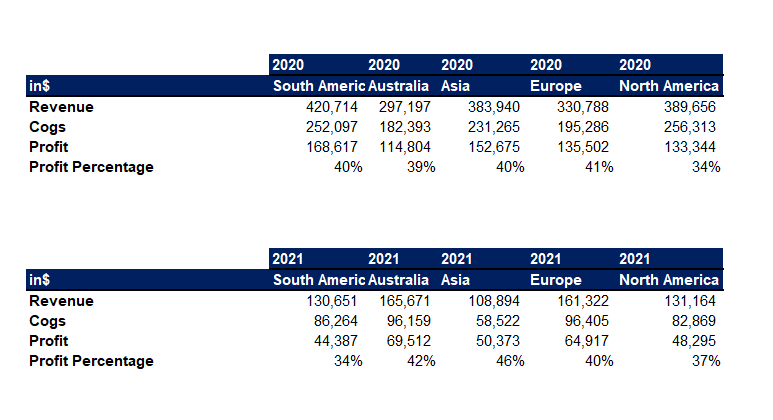 2020 2020 2020 2020 2020
in$ South Americ Australia Asia Europe North America
Revenue 420,714 297,197 383,940 330,788 389,656
Cogs 252,097 182,393 231,265 195,286 256,313
Profit 168,617 114,804 152,675 135,502 133,344
Profit Percentage 40% 39% 40% 41% 34%
2021 2021 2021 2021 2021
in$ South Americ Australia Asia Europe North America
Revenue 130,651 165,671 108,894 161,322 131,164
Cogs 86,264 96,159 58,522 96,405 82,869
Profit 44,387 69,512 50,373 64,917 48,295
Profit Percentage 34% 42% 46% 40% 37%